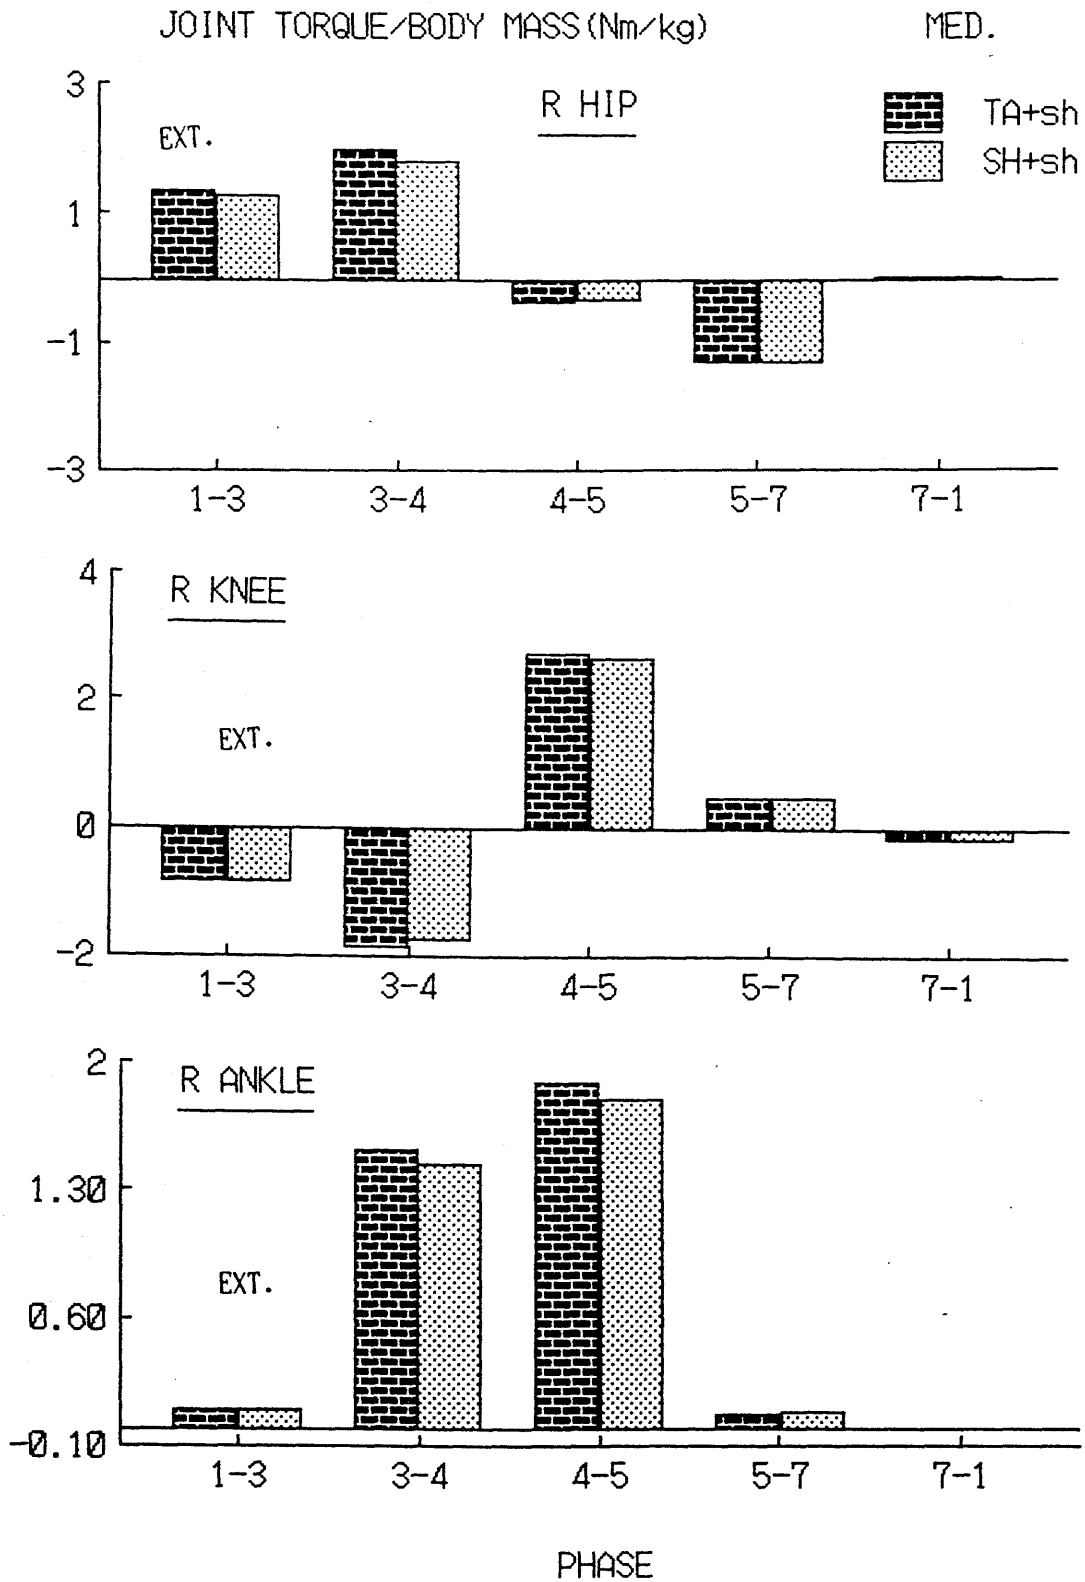 JOINT TORQUE/BODY MASS(Nm/kg) MED.
3
R HIP
TA+sh
EXT.
SH+sh
1
-1
-3
1-3 3-4 4-5 5-7 7-1
4
R KNEE
2
EXT.
0
-2
1-3 3-4 4-5 5-7 7-1
2
R ANKLE
1.30
EXT.
0.60
-0.10
1-3 3-4 4-5 5-7 7-1
PHASE